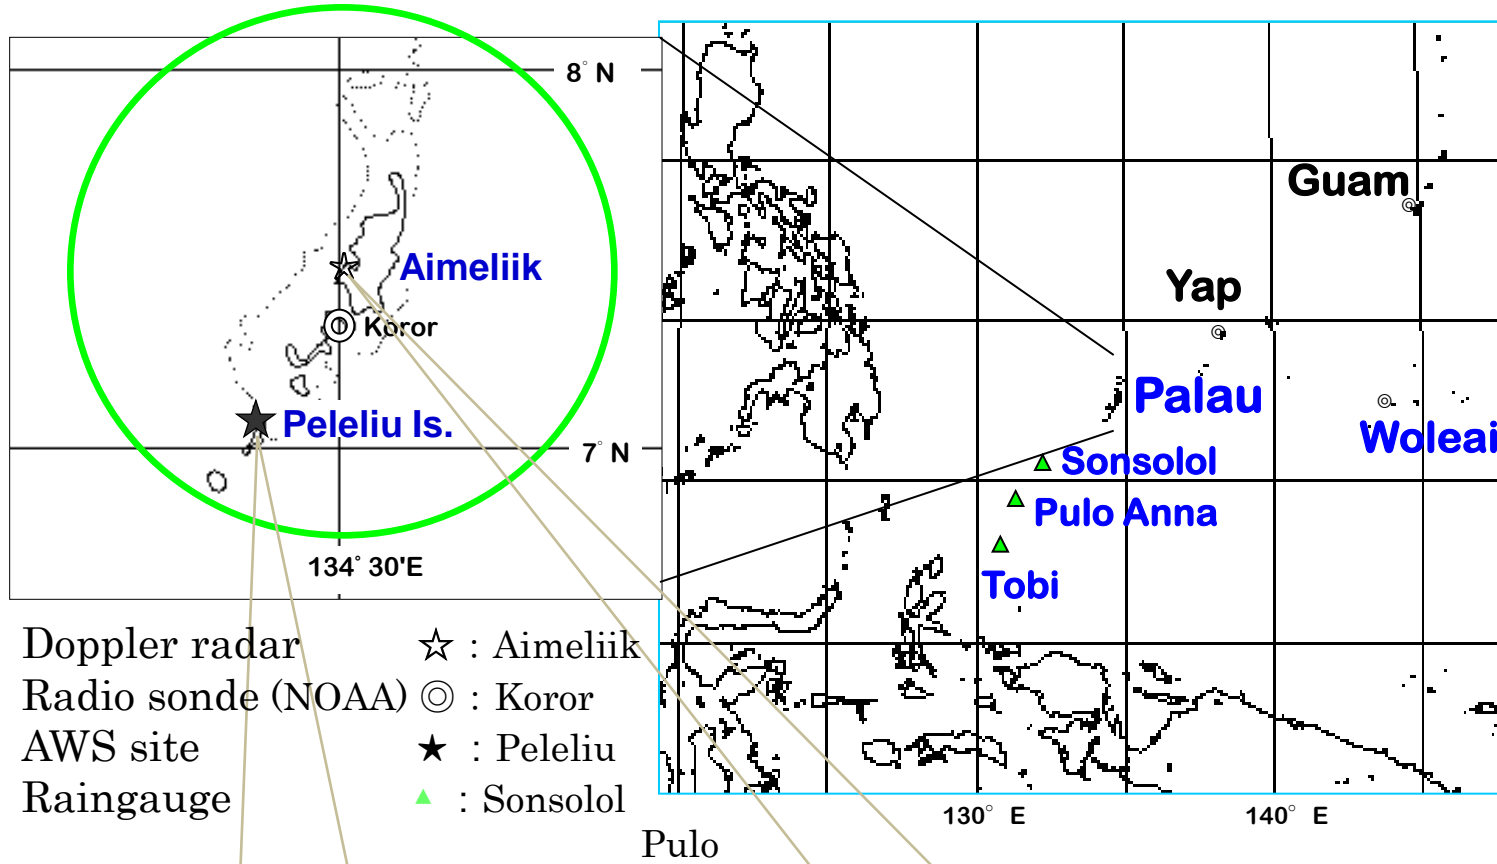 8° N
Aimeliik
Koror
Peleliu Is.
7° N
134° 30'E
Guam
Yap
Palau
Woleai
Sonsolol
Pulo Anna
Tobi
130° E
140° E
Doppler radar ☆ : Aimeliik
Radio sonde (NOAA) ◎ : Koror
AWS site ★ : Peleliu
Raingauge ▲ : Sonsolol
Pulo